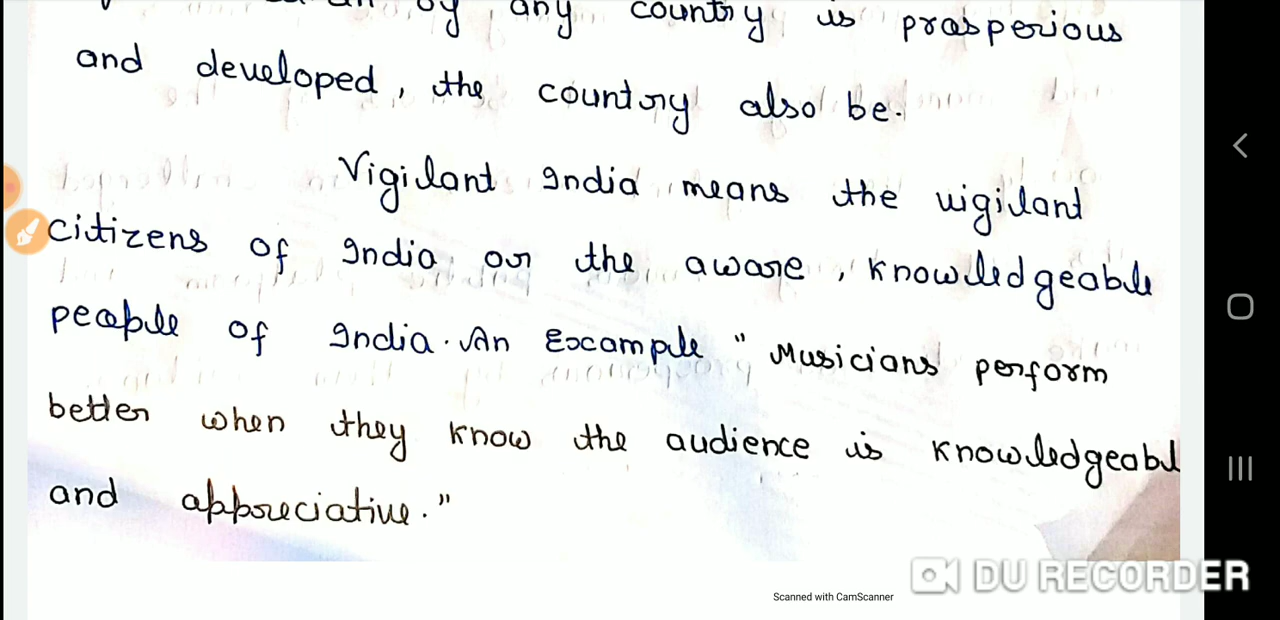 by any country is prosperious
and developed, the country also be.
Vigilant India means the vigilant
citizens of India or the aware, knowledgeable
people of India. An Example " Musicians perform
better when they know the audience is knowledgeabl
and appreciative."
DU RECORDER
Scanned with CamScanner